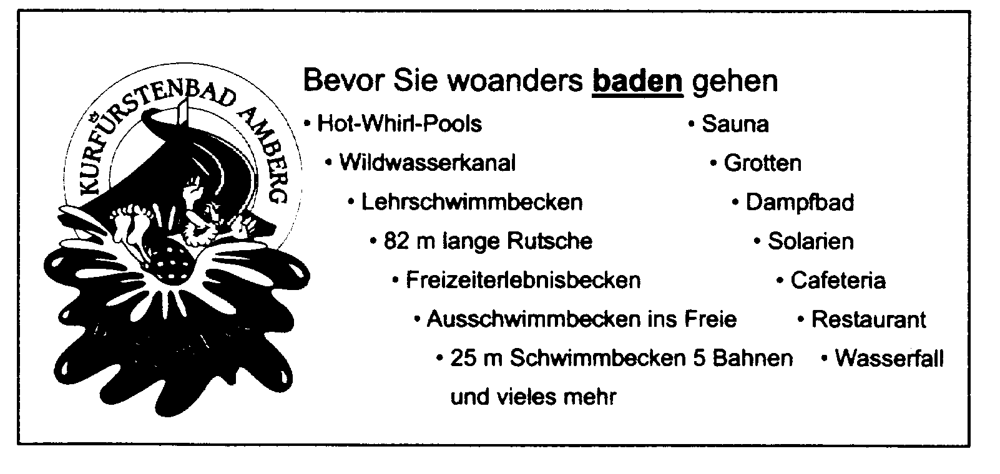 KURFÜRSTENBAD AMBERG
Bevor Sie woanders baden gehen
• Hot-Whirl-Pools • Sauna
• Wildwasserkanal • Grotten
• Lehrschwimmbecken • Dampfbad
• 82 m lange Rutsche • Solarien
• Freizeiterlebnisbecken • Cafeteria
• Ausschwimmbecken ins Freie • Restaurant
• 25 m Schwimmbecken 5 Bahnen • Wasserfall
und vieles mehr